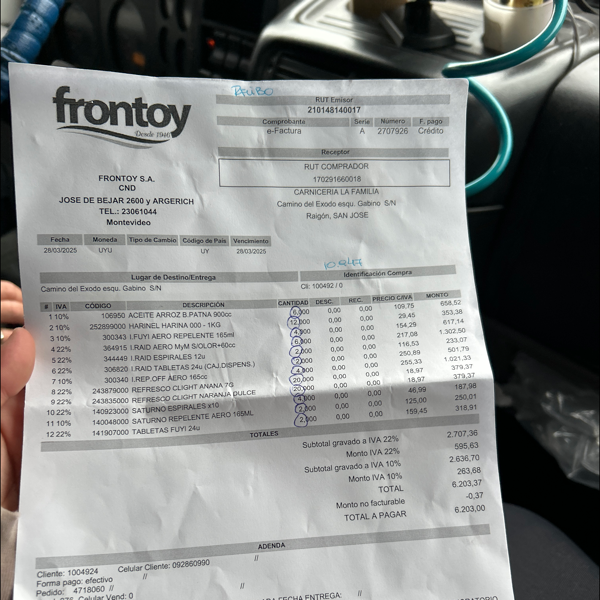 RECIBO
frontoy
Desde 1940
RUT Emisor
210148140017
Comprobante Serie Número F. pago
e-Factura A 2707926 Crédito
Receptor
RUT COMPRADOR
170291660018
CARNICERIA LA FAMILIA
Camino del Exodo esqu. Gabino S/N
Raigón, SAN JOSE
FRONTOY S.A.
CND
JOSE DE BEJAR 2600 y ARGERICH
TEL.: 23061044
Montevideo
Fecha Moneda Tipo de Cambio Código de País Vencimiento
28/03/2025 UYU UY 28/03/2025
Lugar de Destino/Entrega Identificación Compra
Camino del Exodo esqu. Gabino S/N Cli: 100492 / 0
# IVA CÓDIGO DESCRIPCIÓN CANTIDAD DESC. REC. PRECIO C/IVA MONTO
1 10% 106950 ACEITE ARROZ B.PATNA 900cc 6,000 0,00 0,00 109,75 658,52
2 10% 252899000 HARINEL HARINA 000 - 1KG 12,000 0,00 0,00 29,45 353,38
3 10% 300343 I.FUYI AERO REPELENTE 165ml 4,000 0,00 0,00 154,29 617,14
4 22% 364915 I.RAID AERO MyM S/OLOR+60cc 6,000 0,00 0,00 217,08 1.302,50
5 22% 344449 I.RAID ESPIRALES 12u 2,000 0,00 0,00 116,53 233,07
6 22% 306820 I.RAID TABLETAS 24u (CAJ.DISPENS.) 2,000 0,00 0,00 250,89 501,79
7 10% 300340 I.REP.OFF AERO 165cc 4,000 0,00 0,00 255,33 1.021,33
8 22% 243879000 REFRESCO CLIGHT ANANA 7G 20,000 0,00 0,00 18,97 379,37
9 22% 243835000 REFRESCO CLIGHT NARANJA DULCE 20,000 0,00 0,00 18,97 379,37
10 22% 140923000 SATURNO ESPIRALES x10 4,000 0,00 0,00 46,99 187,98
11 10% 140048000 SATURNO REPELENTE AERO 165ML 2,000 0,00 0,00 125,00 250,01
12 22% 141907000 TABLETAS FUYI 24u 2,000 0,00 0,00 159,45 318,91
TOTALES
Subtotal gravado a IVA 22% 2.707,36
Monto IVA 22% 595,63
Subtotal gravado a IVA 10% 2.636,70
Monto IVA 10% 263,68
TOTAL 6.203,37
Monto no facturable -0,37
TOTAL A PAGAR 6.203,00
ADENDA
Cliente: 1004924 Celular Cliente: 092860990 //
Forma pago: efectivo //
Pedido: 4718060 // //
Celular Vend: 0
FECHA ENTREGA: //